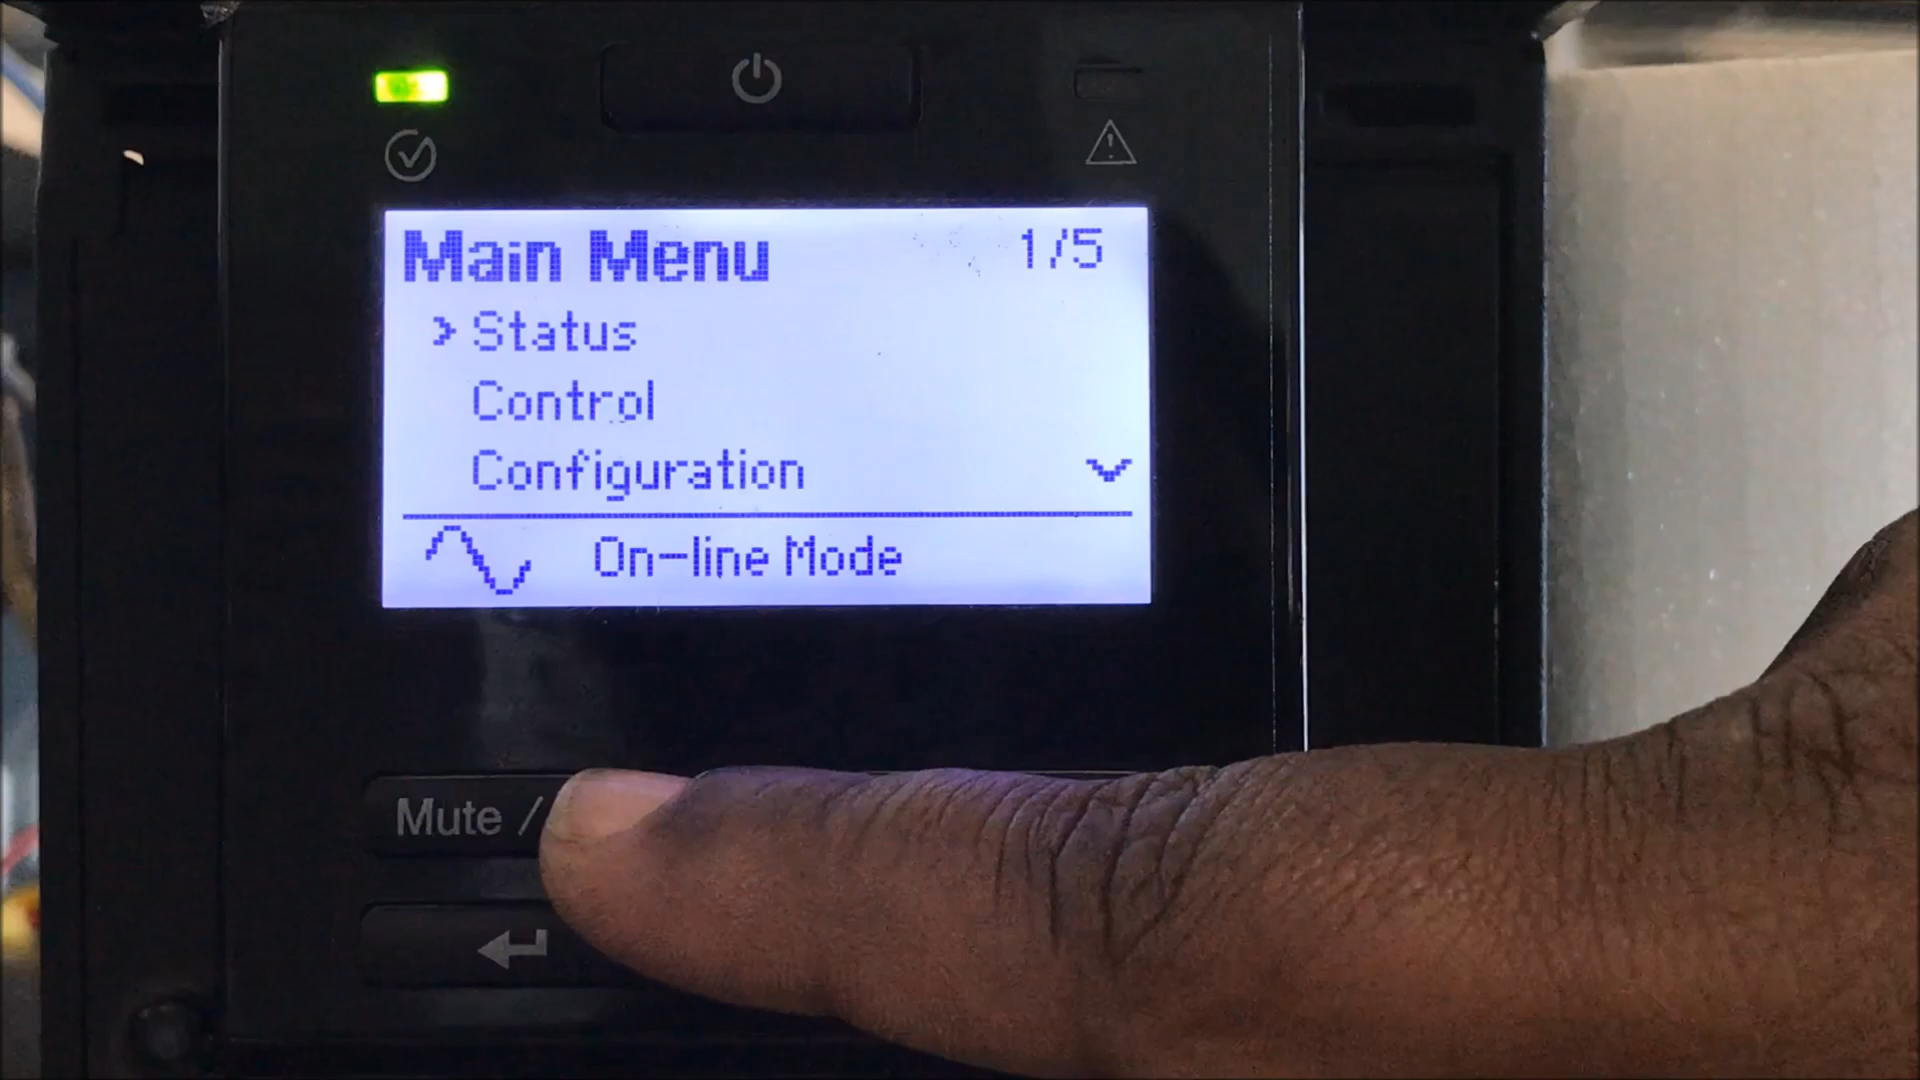 Main Menu 1/5
> Status
Control
Configuration
On-line Mode
Mute /